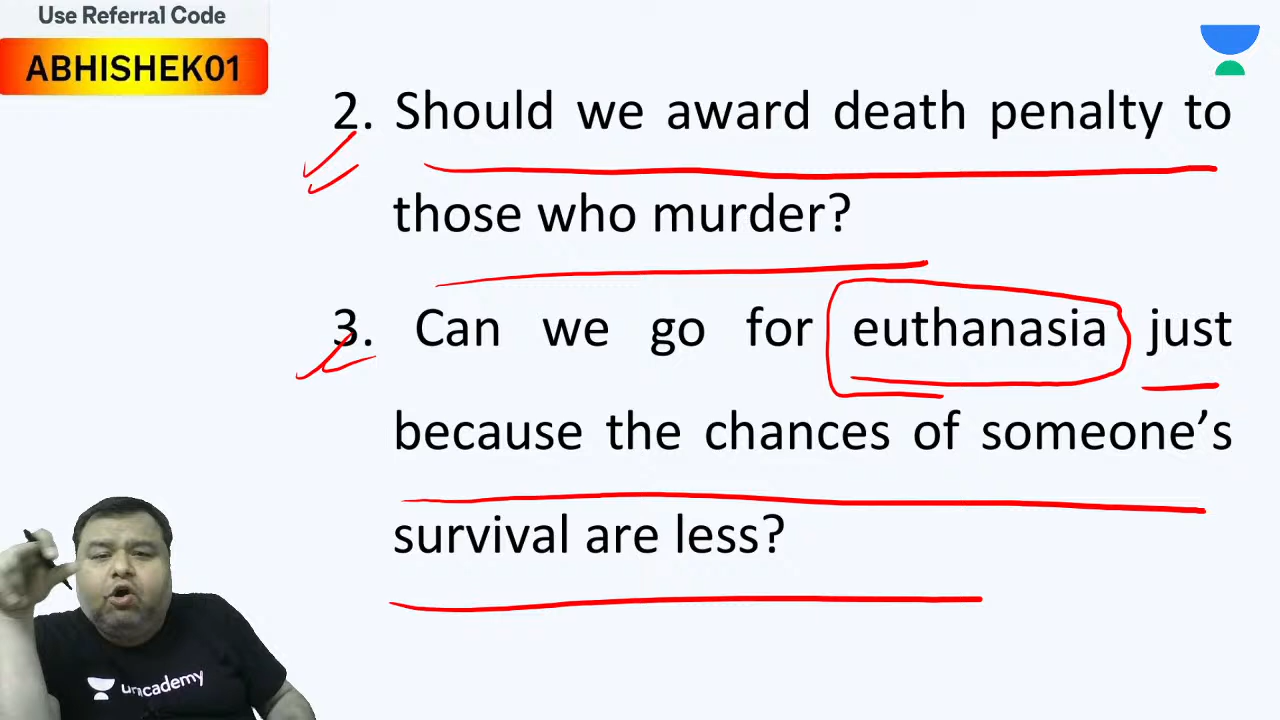 Use Referral Code
ABHISHEK01
2. Should we award death penalty to
those who murder?
3. Can we go for euthanasia just
because the chances of someone’s
survival are less?
unacademy